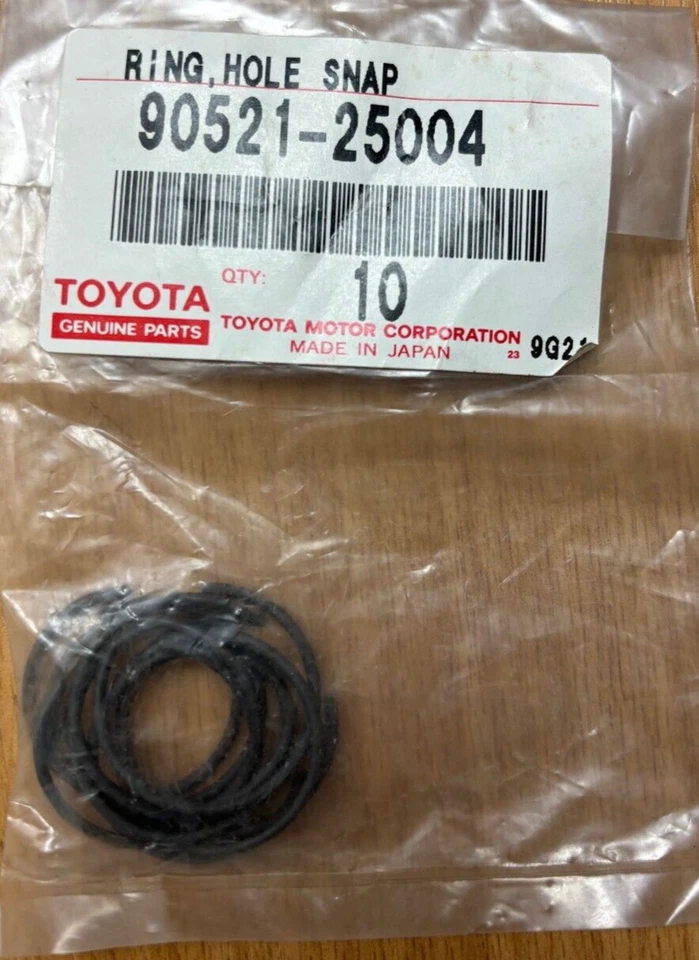 RING, HOLE SNAP
90521-25004
QTY: 10
TOYOTA
GENUINE PARTS
TOYOTA MOTOR CORPORATION
MADE IN JAPAN
23